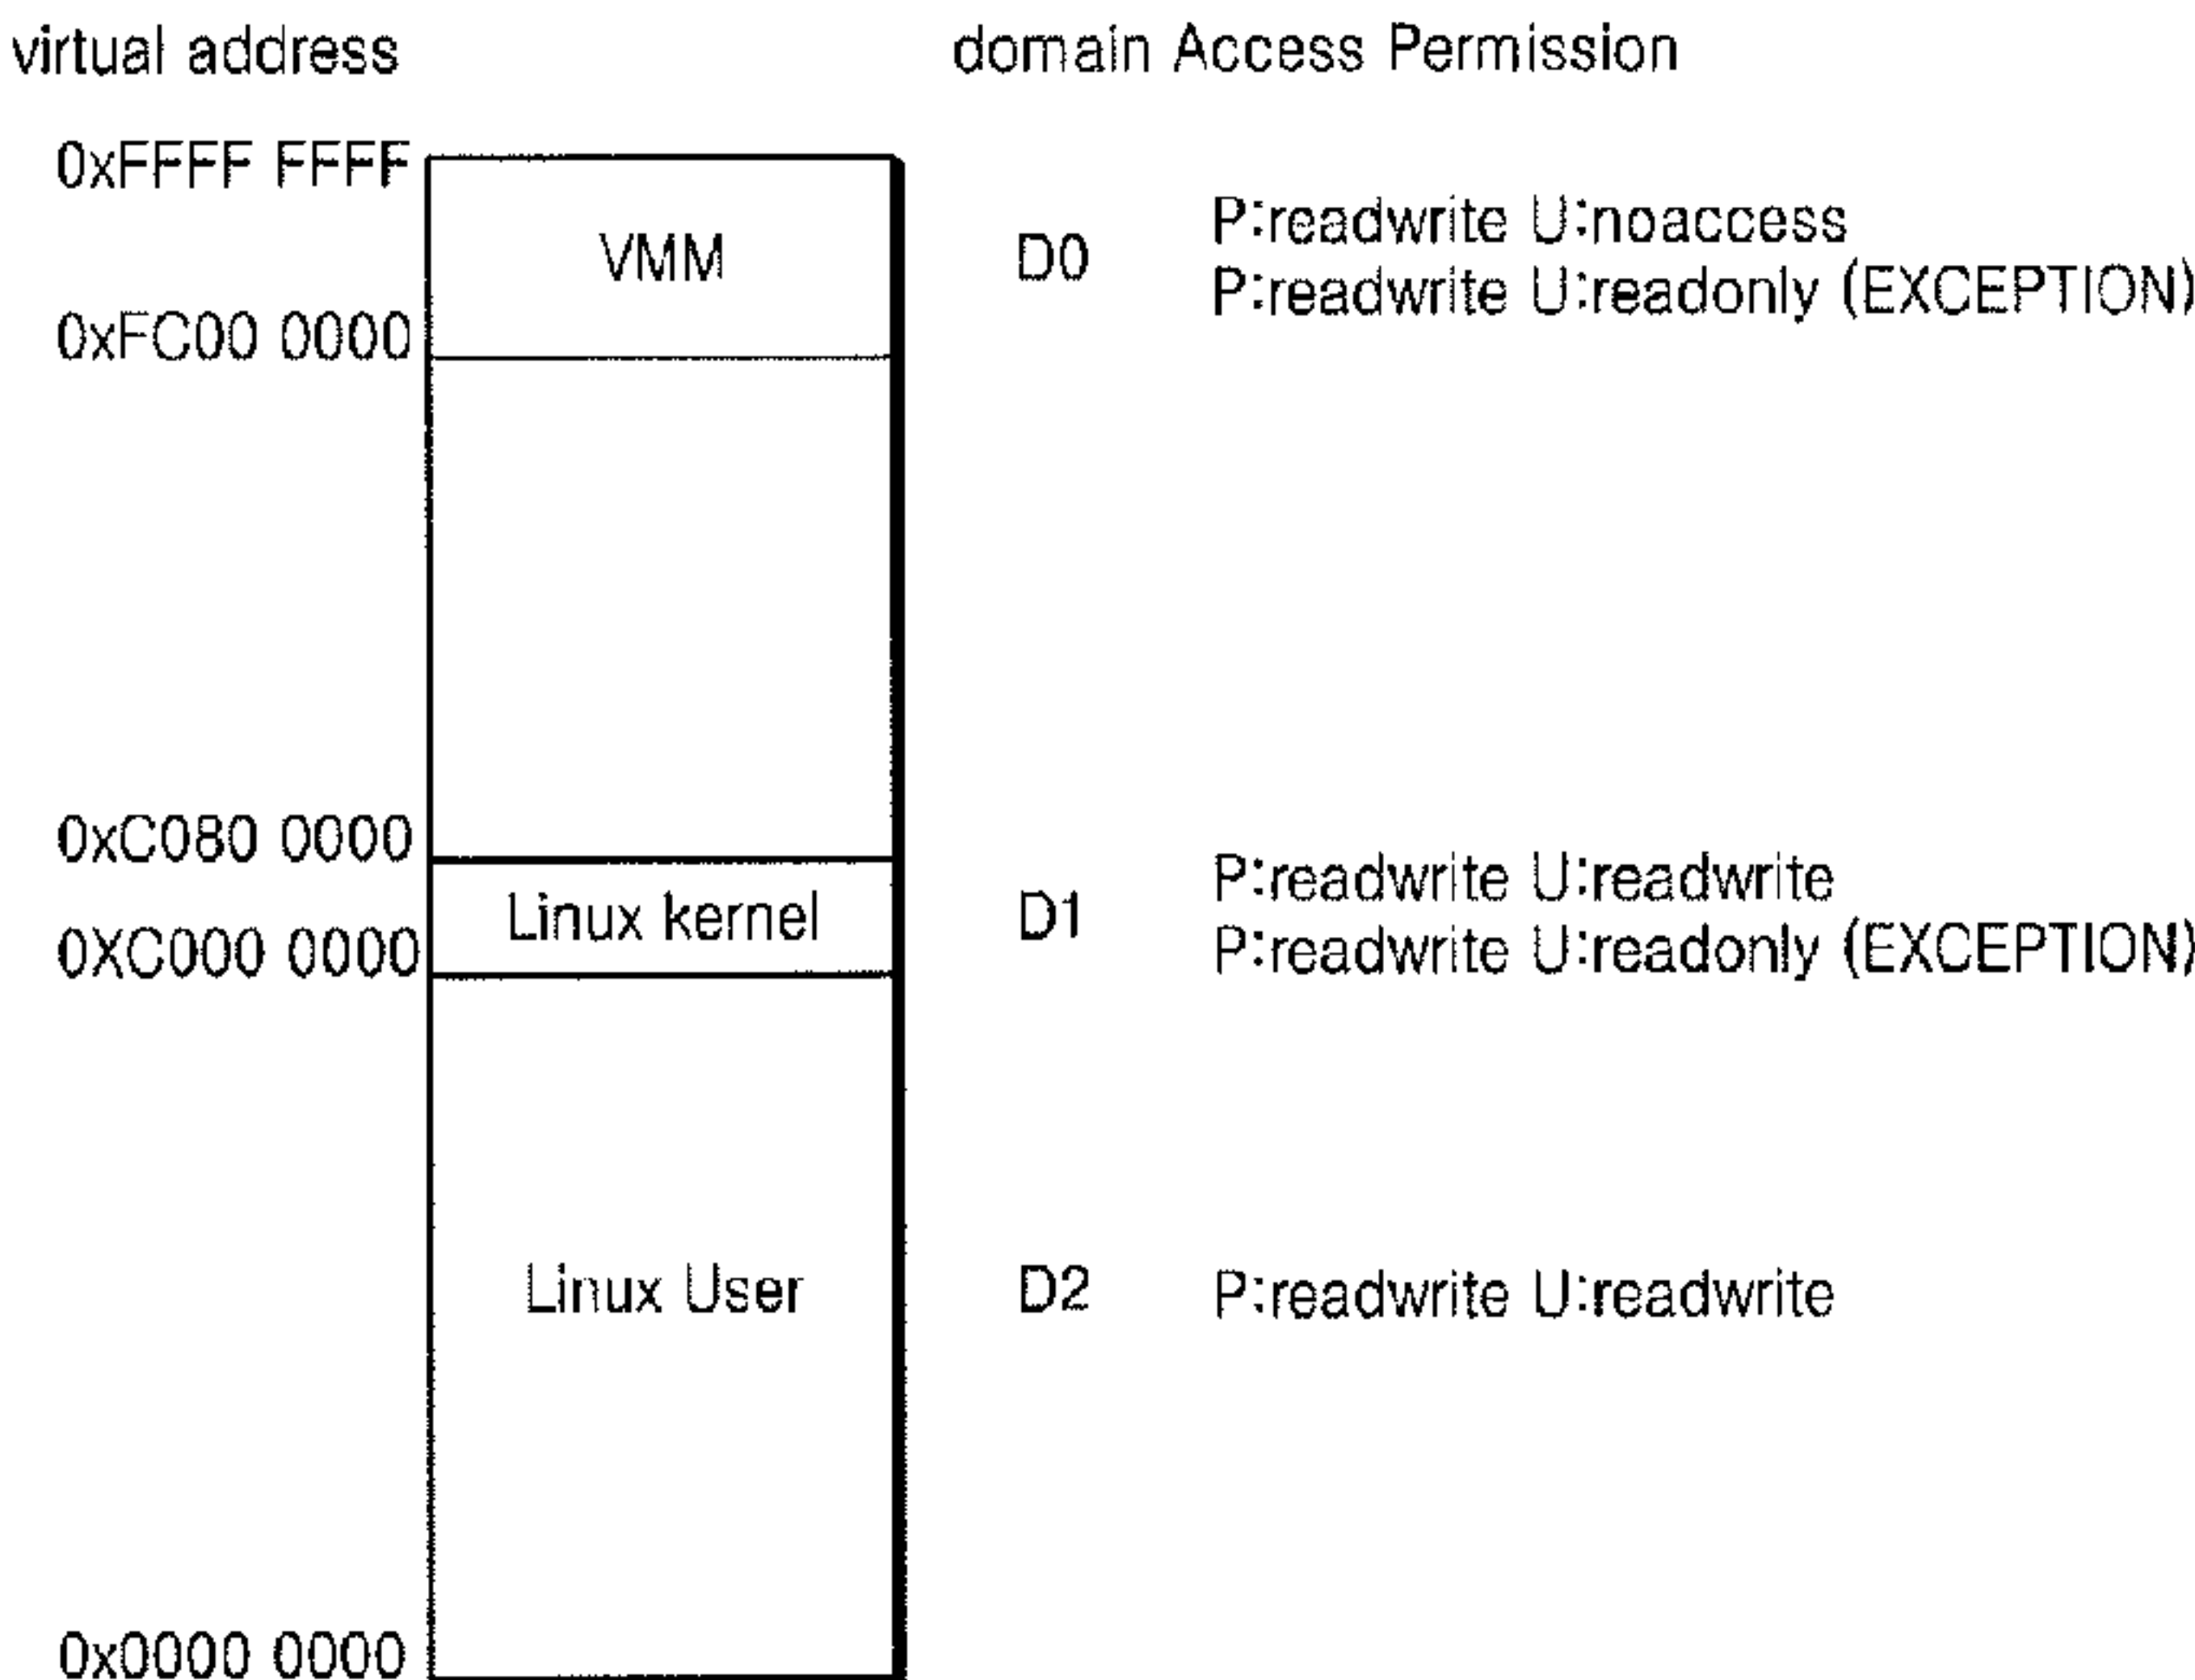 virtual address domain Access Permission
0xFFFF FFFF
P:readwrite U:noaccess
VMM D0
P:readwrite U:readonly (EXCEPTION)
0xFC00 0000
0xC080 0000
P:readwrite U:readwrite
Linux kernel D1
0XC000 0000 P:readwrite U:readonly (EXCEPTION)
Linux User D2 P:readwrite U:readwrite
0x0000 0000